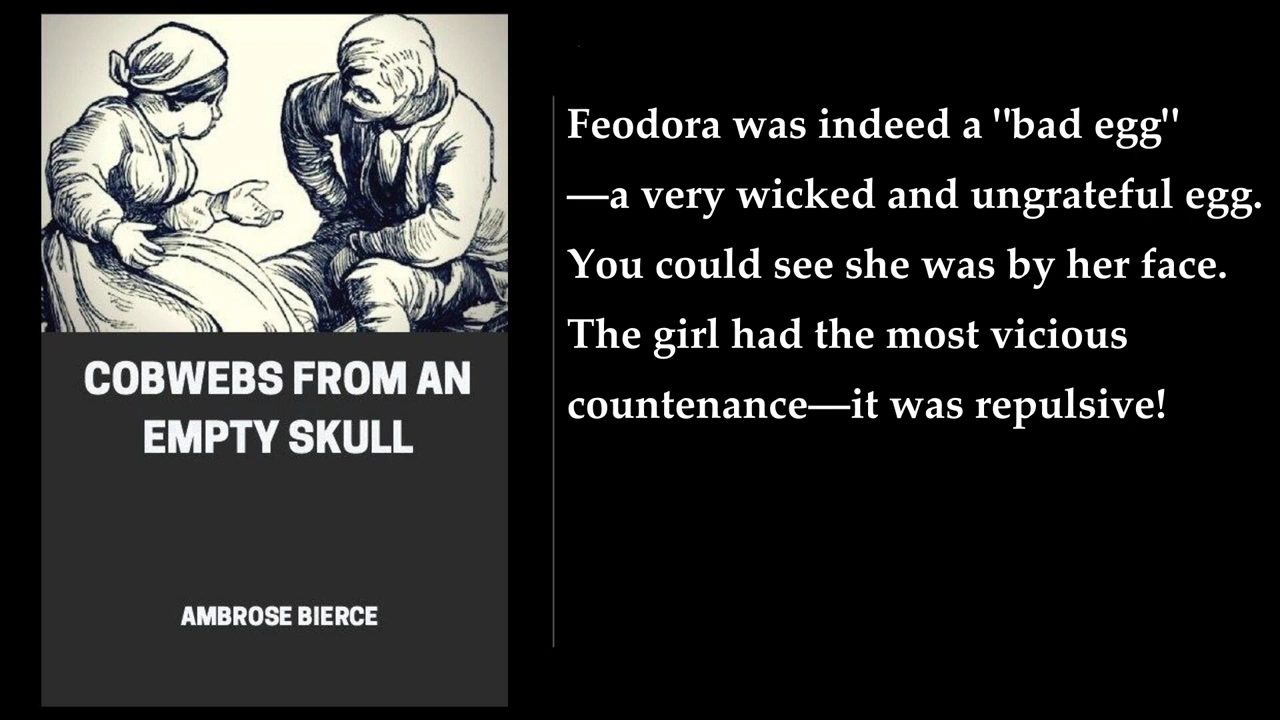 COBWEBS FROM AN
EMPTY SKULL
AMBROSE BIERCE
Feodora was indeed a "bad egg"
—a very wicked and ungrateful egg.
You could see she was by her face.
The girl had the most vicious
countenance—it was repulsive!